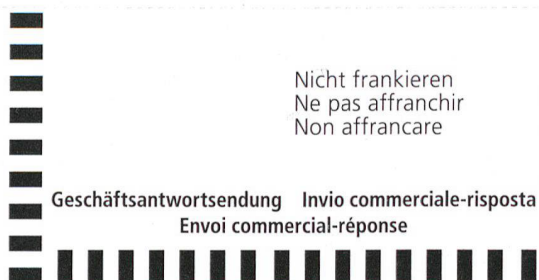 Nicht frankieren
Ne pas affranchir
Non affrancare
Geschäftsantwortsendung Invio commerciale-risposta
Envoi commercial-réponse